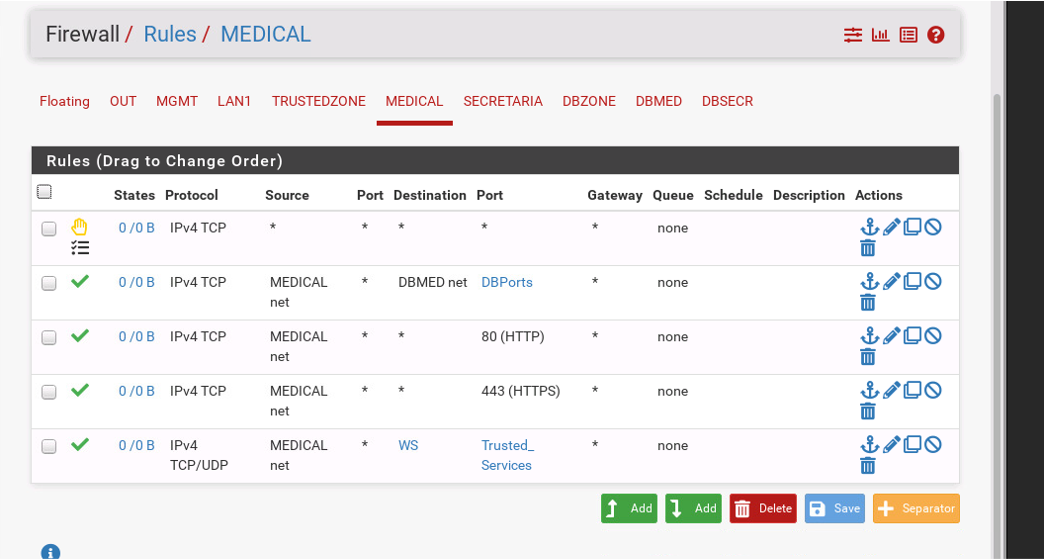 Firewall / Rules / MEDICAL
Floating OUT MGMT LAN1 TRUSTEDZONE MEDICAL SECRETARIA DBZONE DBMED DBSECR
Rules (Drag to Change Order)
States Protocol Source Port Destination Port Gateway Queue Schedule Description Actions
0 /0 B IPv4 TCP * * * * * none
0 /0 B IPv4 TCP MEDICAL * DBMED net DBPorts * none
net
0 /0 B IPv4 TCP MEDICAL * * 80 (HTTP) * none
net
0 /0 B IPv4 TCP MEDICAL * * 443 (HTTPS) * none
net
0 /0 B IPv4 MEDICAL * WS Trusted_ * none
TCP/UDP net Services
Add Add Delete Save Separator